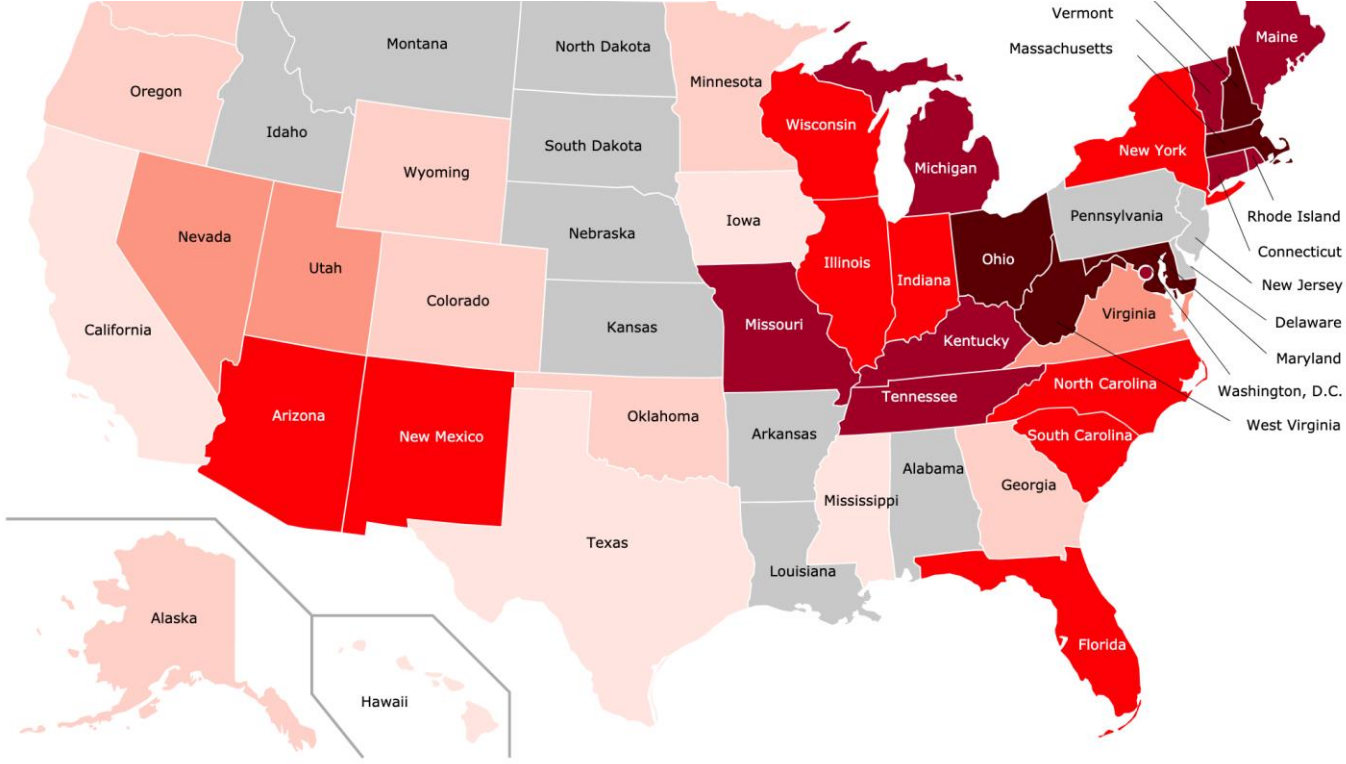 Vermont
Massachusetts
Maine
Montana
North Dakota
Minnesota
Oregon
Idaho
South Dakota
Wisconsin
New York
Michigan
Wyoming
Pennsylvania
Rhode Island
Iowa
Nebraska
Nevada
Connecticut
Ohio
Utah
Illinois
Indiana
New Jersey
Colorado
Virginia
Delaware
California
Kansas
Missouri
Kentucky
Maryland
North Carolina
Washington, D.C.
Tennessee
Arizona
Oklahoma
New Mexico
Arkansas
South Carolina
West Virginia
Alabama
Georgia
Mississippi
Texas
Louisiana
Alaska
Florida
Hawaii